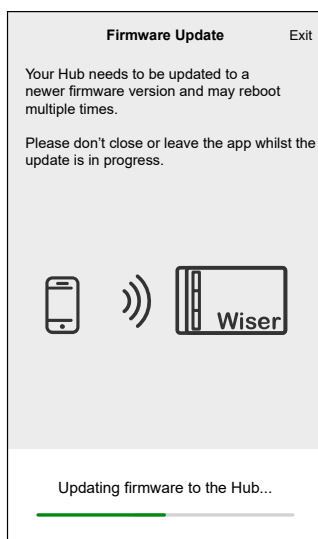 Firmware Update Exit
Your Hub needs to be updated to a
newer firmware version and may reboot
multiple times.
Please don’t close or leave the app whilst the
update is in progress.
Wiser
Updating firmware to the Hub...